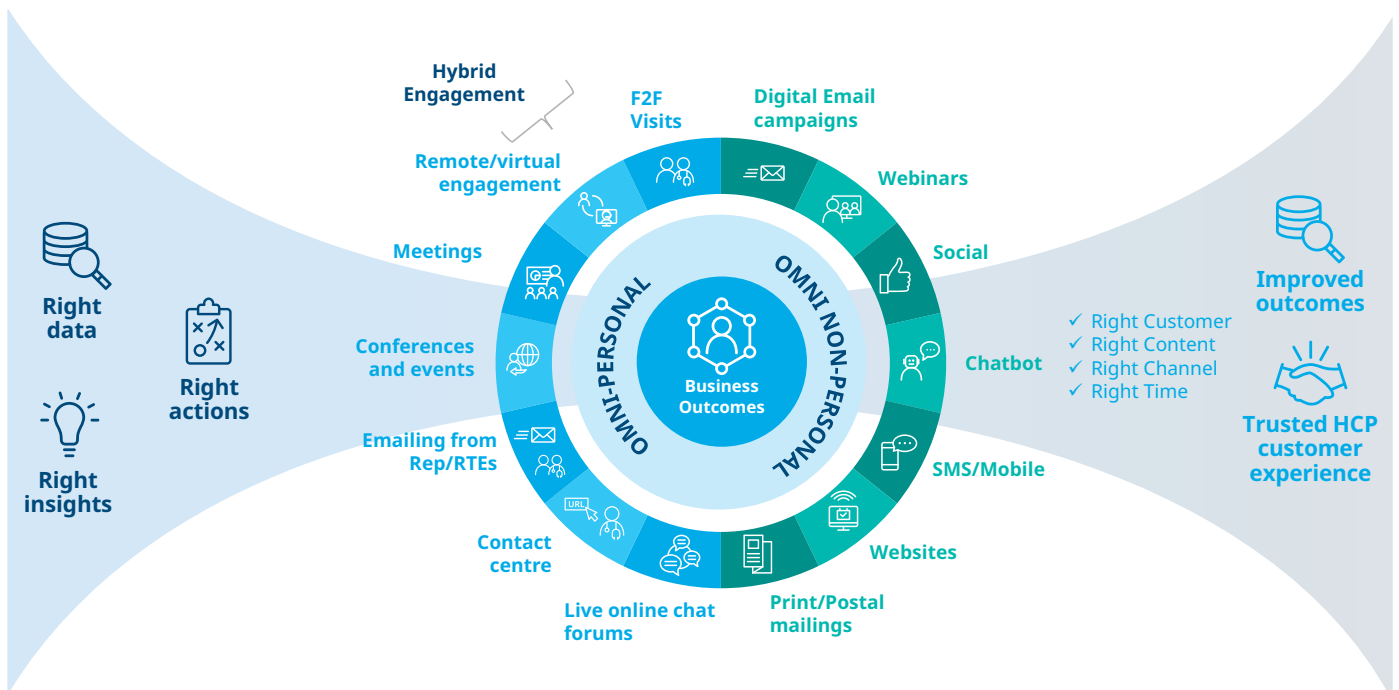 Hybrid
Engagement
F2F
Visits
Digital Email
campaigns
Remote/virtual
engagement
Webinars
Meetings
Social
Conferences
and events
Chatbot
Emailing from
Rep/RTEs
SMS/Mobile
Contact
centre
Websites
Live online chat
forums
Print/Postal
mailings
URL
OMNI-PERSONAL
OMNI NON-PERSONAL
Business
Outcomes
Right
data
Right
actions
Right
insights
✓ Right Customer
✓ Right Content
✓ Right Channel
✓ Right Time
Improved
outcomes
Trusted HCP
customer
experience